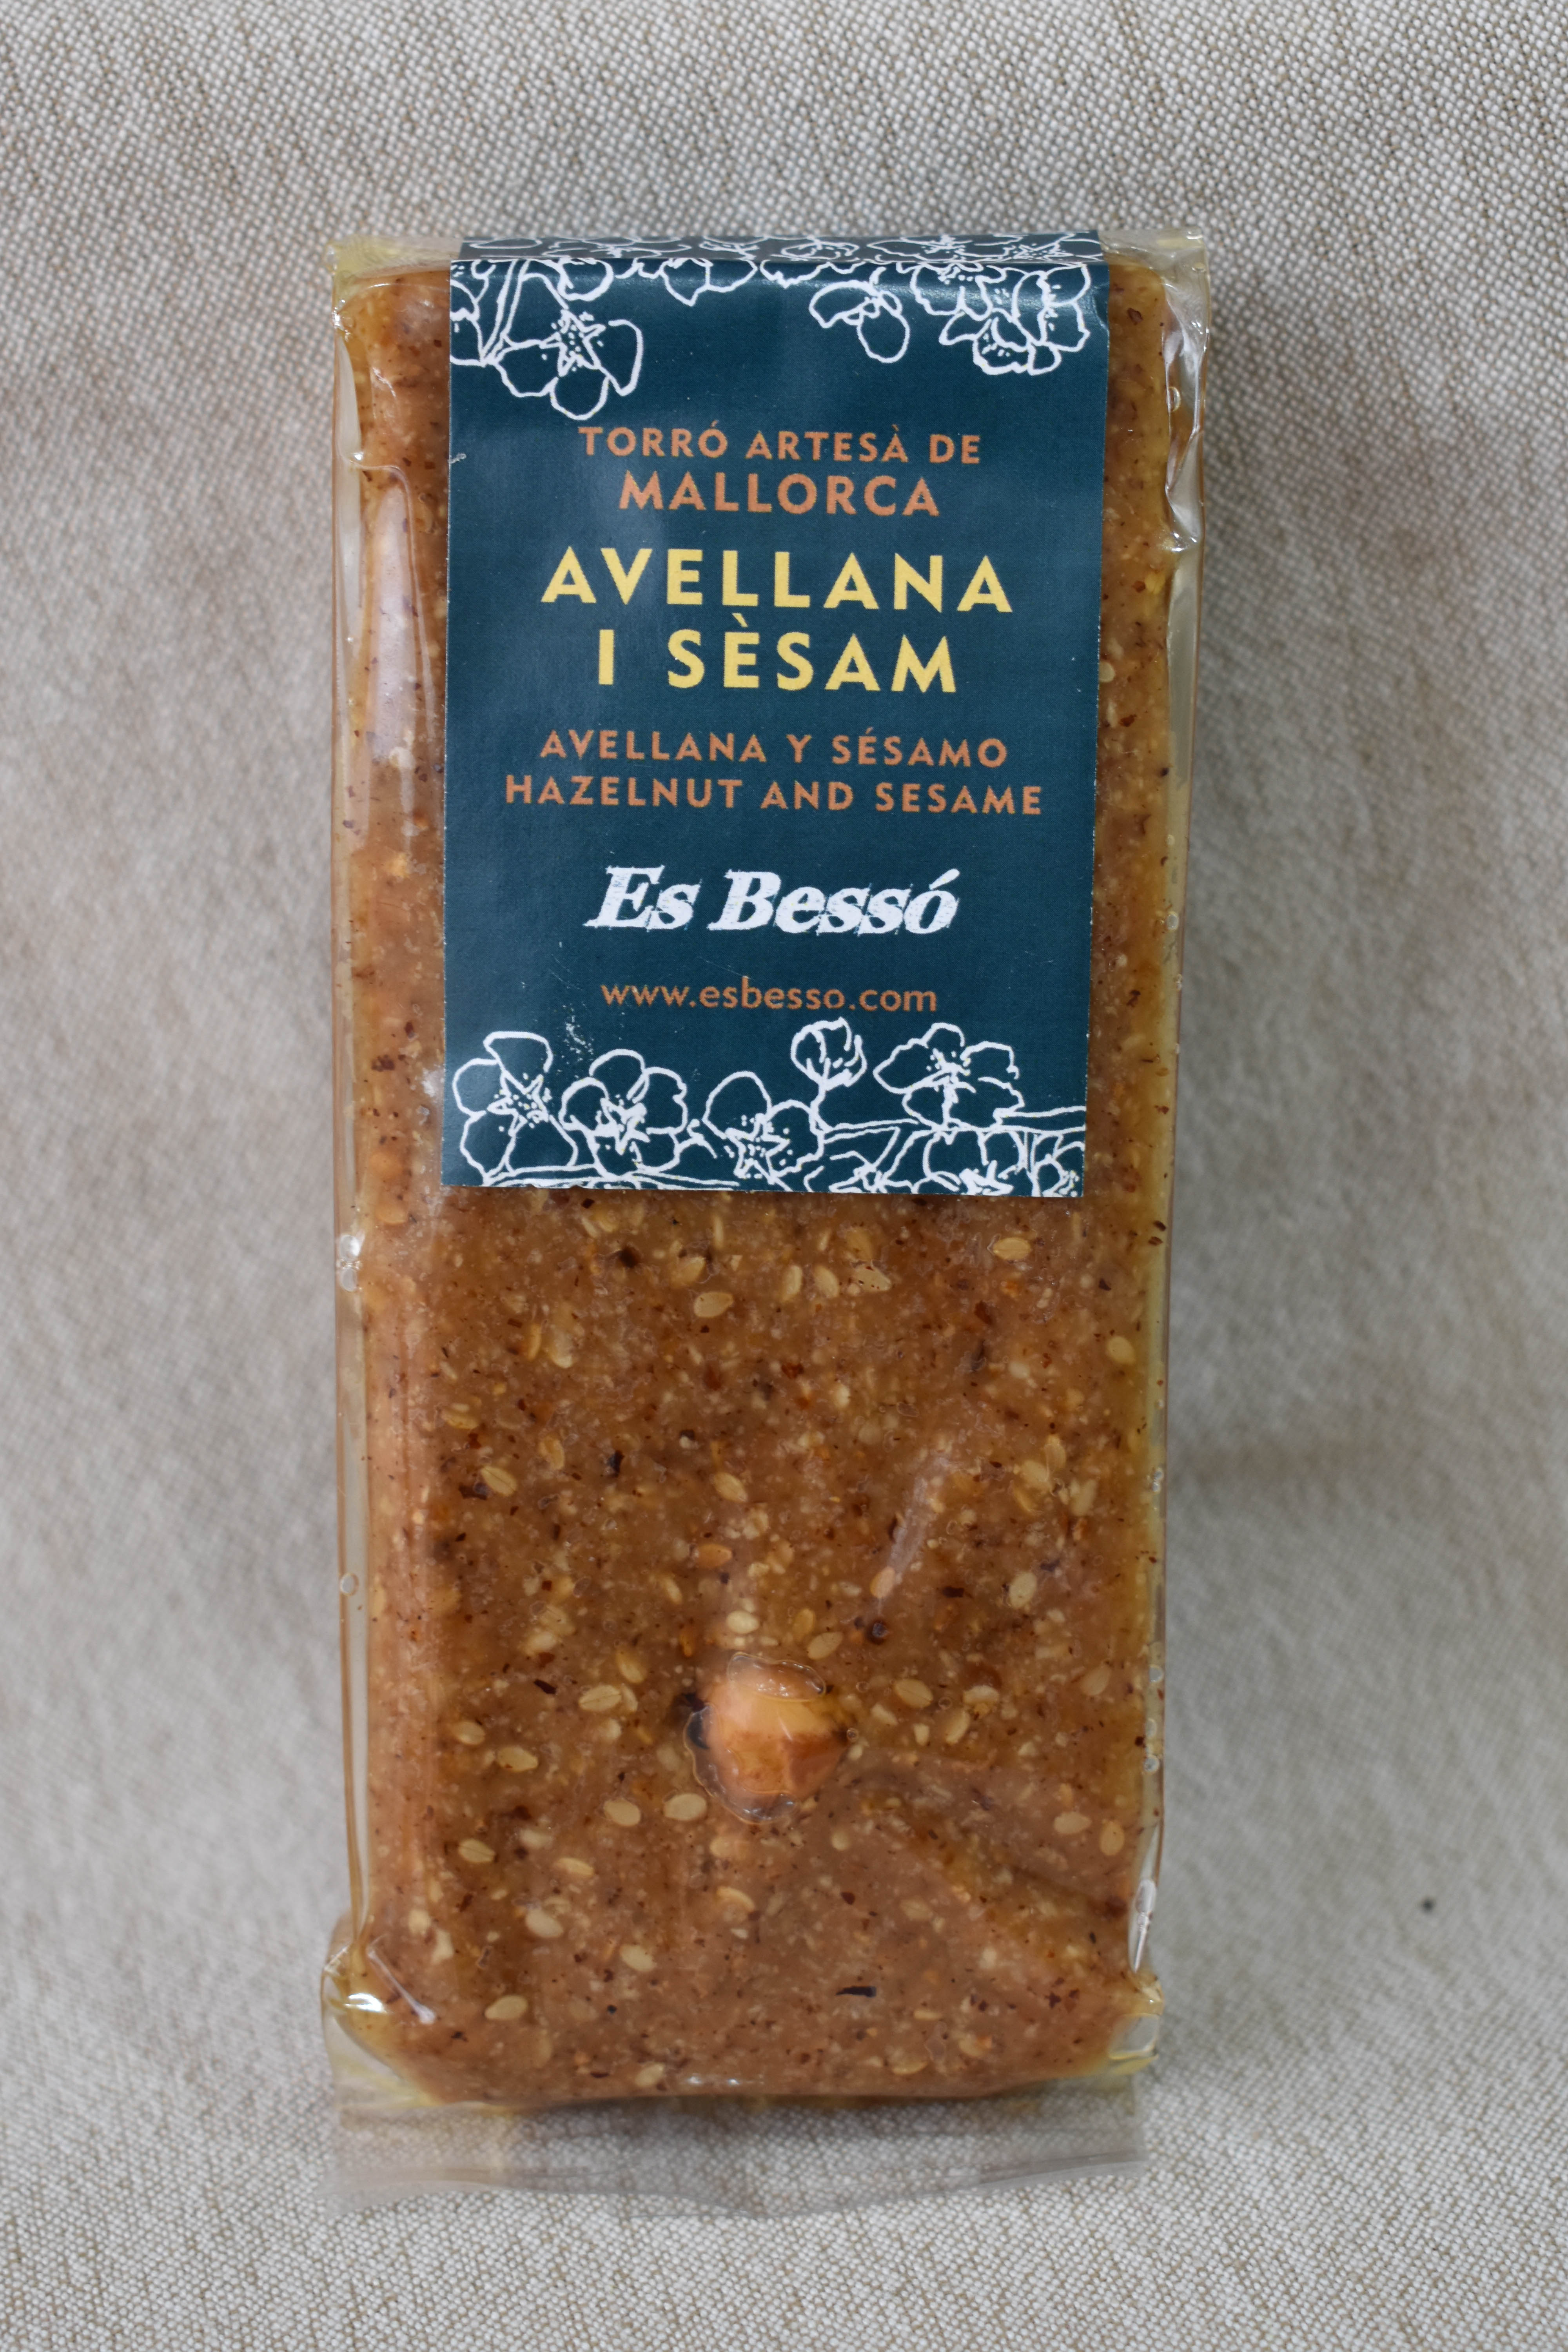 TORRÓ ARTESÀ DE
MALLORCA
AVELLANA
I SÈSAM
AVELLANA Y SÉSAMO
HAZELNUT AND SESAME
Es Bessó
www.esbesso.com